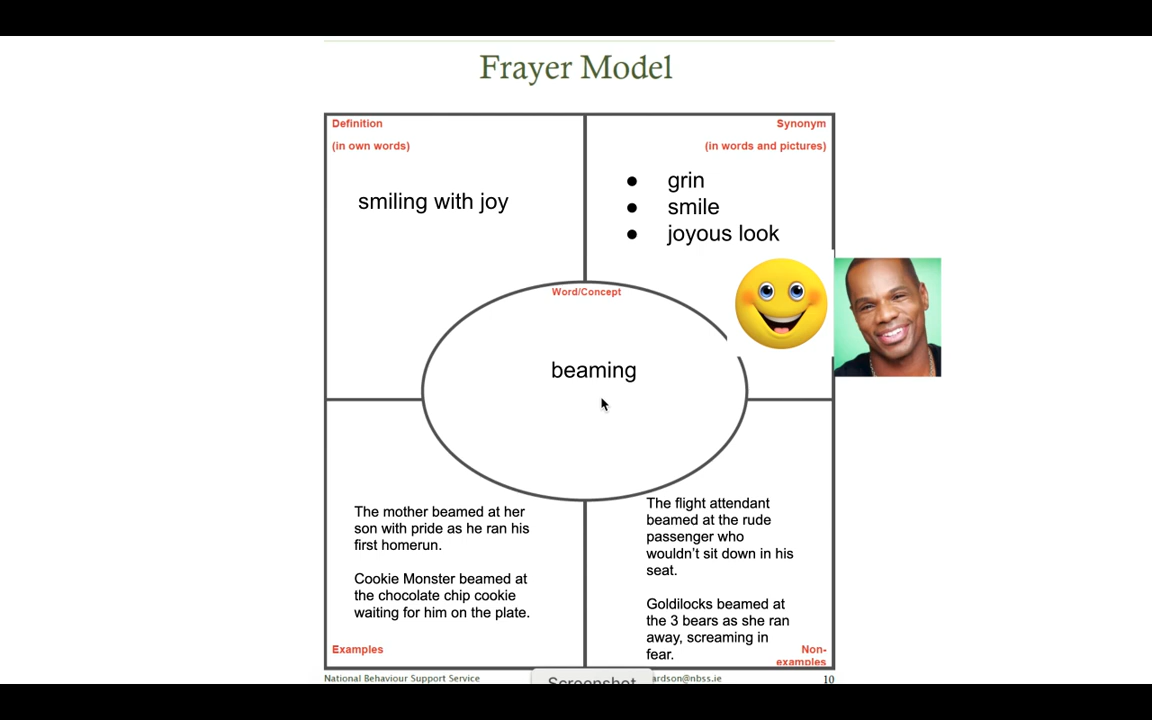 Frayer Model
Definition
(in own words)
smiling with joy
Synonym
(in words and pictures)
● grin
● smile
● joyous look
Word/Concept
beaming
The mother beamed at her
son with pride as he ran his
first homerun.
Cookie Monster beamed at
the chocolate chip cookie
waiting for him on the plate.
Examples
The flight attendant
beamed at the rude
passenger who
wouldn't sit down in his
seat.
Goldilocks beamed at
the 3 bears as she ran
away, screaming in
fear.
Non-
examples
National Behaviour Support Service
Screenshot
ardson@nbss.ie
10